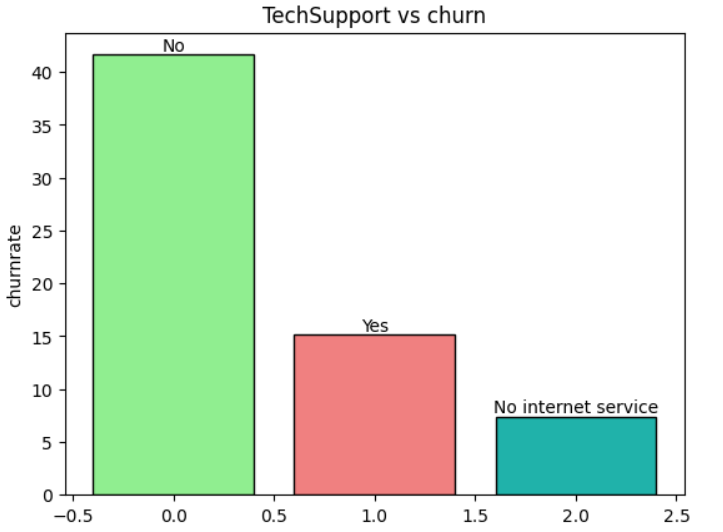 TechSupport vs churn
No
40
35
30
25
churnrate
20
15
Yes
10
No internet service
5
0
−0.5 0.0 0.5 1.0 1.5 2.0 2.5